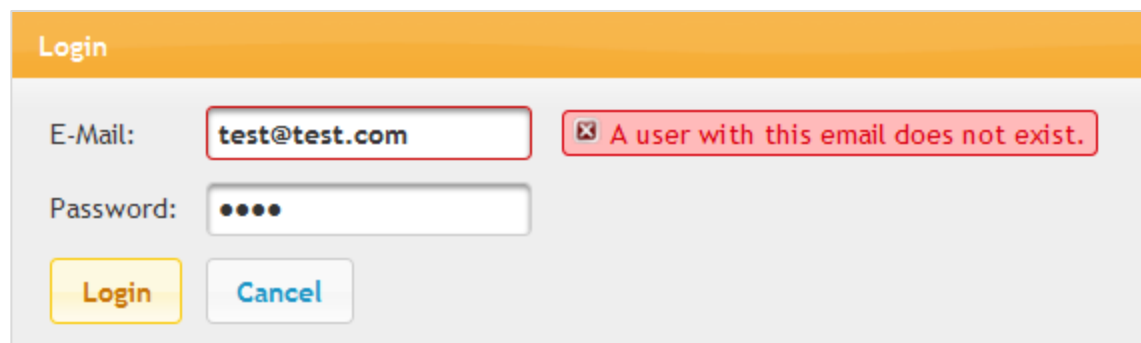 Login
E-Mail: test@test.com A user with this email does not exist.
Password: ••••
Login Cancel